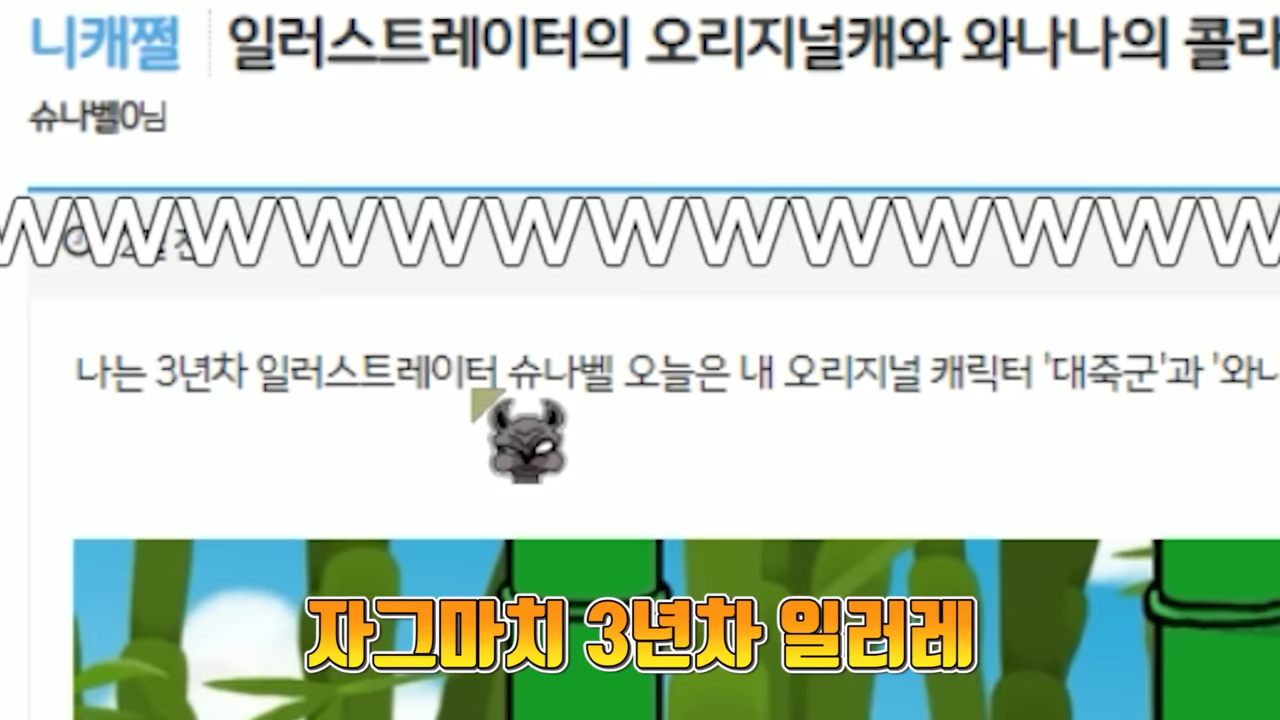 니캐쩔 일러스트레이터의 오리지널캐와 와나나의 콜라
슈나벨0님
WWWWWWWWWWWWW
나는 3년차 일러스트레이터 슈나벨 오늘은 내 오리지널 캐릭터 '대죽군'과 '와나
자그마치 3년차 일러레